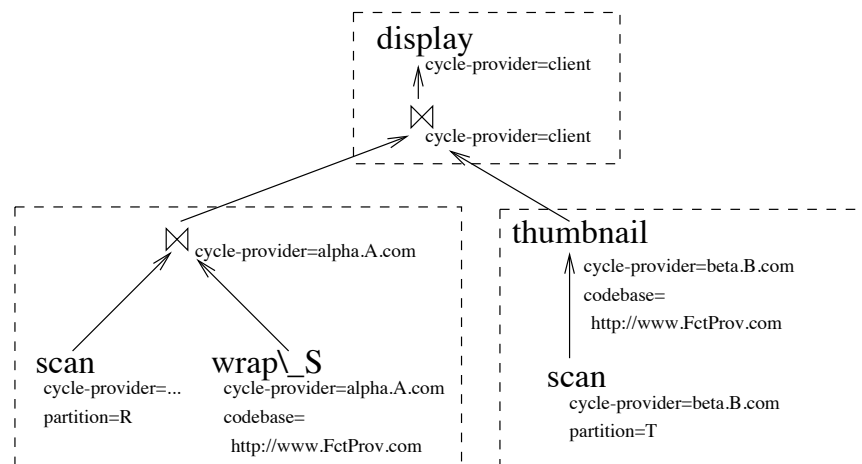 display
cycle-provider=client
cycle-provider=client
cycle-provider=alpha.A.com
scan
cycle-provider=...
partition=R
wrap\_S
cycle-provider=alpha.A.com
codebase=
http://www.FctProv.com
thumbnail
cycle-provider=beta.B.com
codebase=
http://www.FctProv.com
scan
cycle-provider=beta.B.com
partition=T